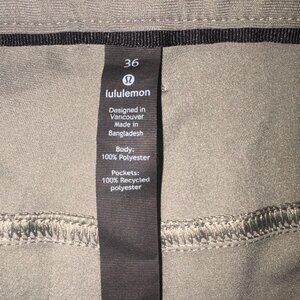 36
lululemon
Designed in
Vancouver
Made in
Bangladesh
Body:
100% Polyester
Pockets:
100% Recycled
polyester